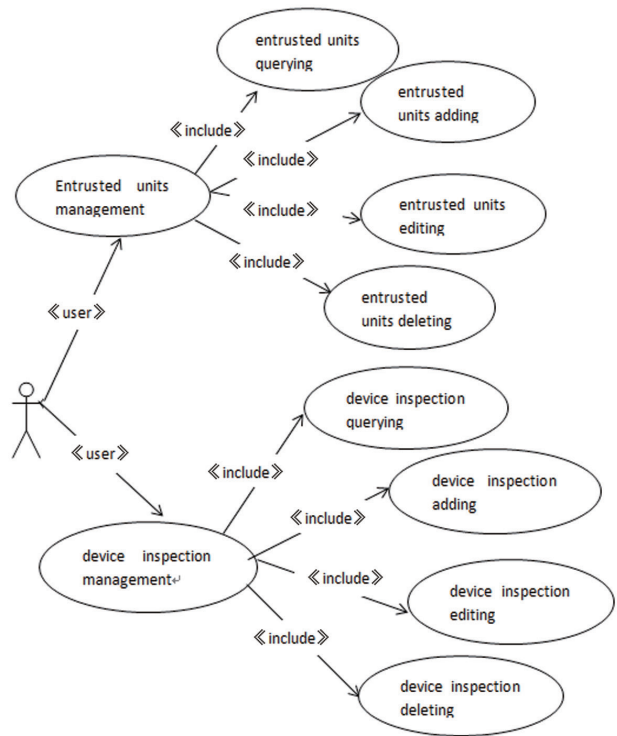 entrusted units
querying
entrusted
units adding
《include》
《include》
Entrusted units
management
entrusted units
editing
《include》
《include》
entrusted
units deleting
《user》
device inspection
querying
《user》
《include》
device inspection
adding
《include》
device inspection
management↵
《include》
device inspection
editing
《include》
device inspection
deleting